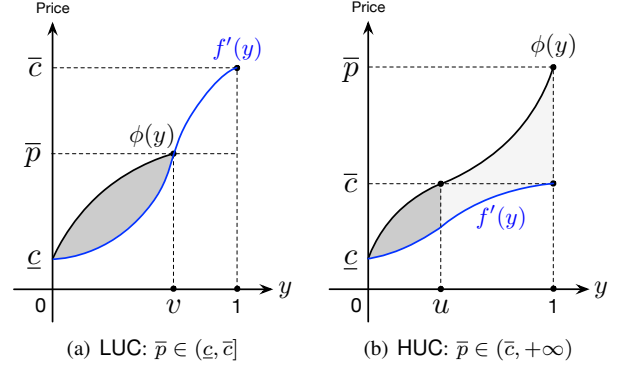 Price
c̅
p̅
c̲
0
ϕ(y)
f′(y)
v
1
y
(a) LUC: p̅ ∈ (c̲, c̅]
Price
p̅
c̅
c̲
0
ϕ(y)
f′(y)
u
1
y
(b) HUC: p̅ ∈ (c̅, +∞)